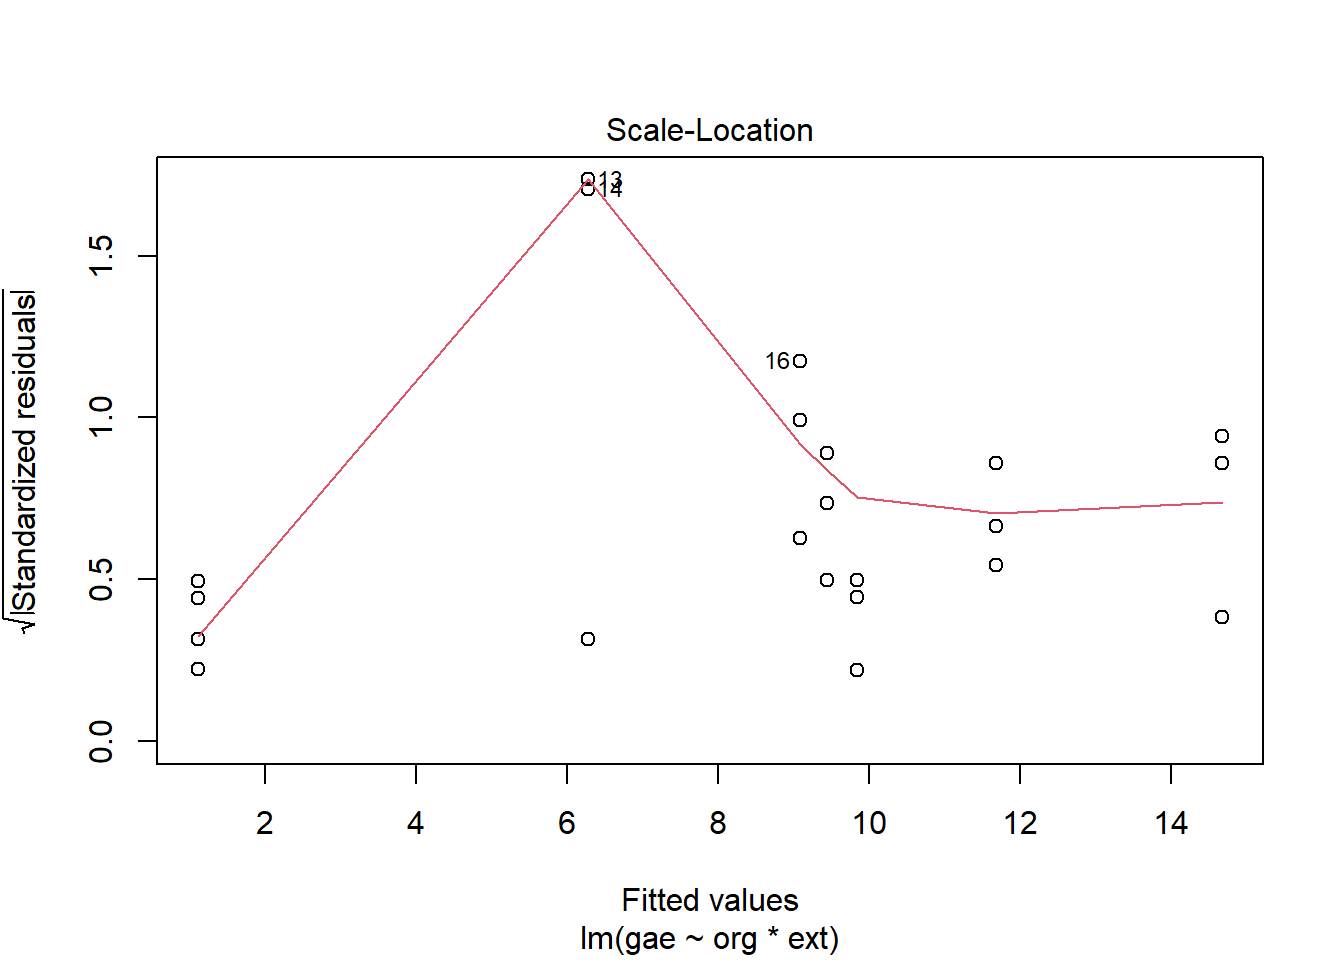 Scale-Location
√|Standardized residuals|
0.0 0.5 1.0 1.5
13
14
16
2 4 6 8 10 12 14
Fitted values
lm(gae ~ org * ext)